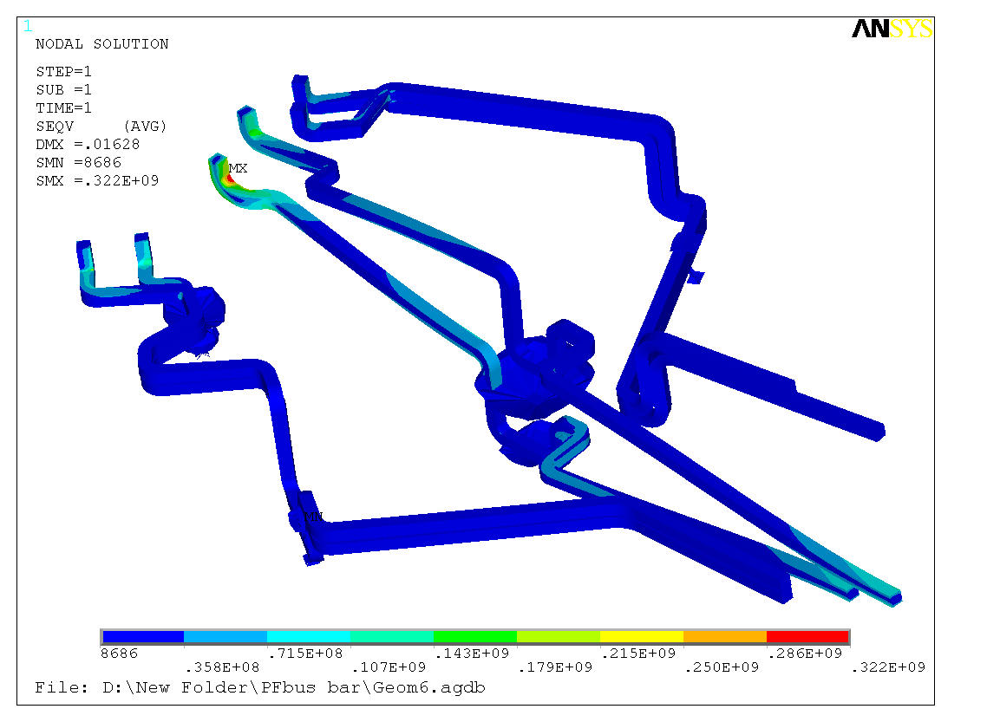 1
ANSYS
NODAL SOLUTION
STEP=1
SUB =1
TIME=1
SEQV (AVG)
DMX =.01628
SMN =8686
SMX =.322E+09
MX
MN
8686 .715E+08 .143E+09 .215E+09 .286E+09
.358E+08 .107E+09 .179E+09 .250E+09 .322E+09
File: D:\New Folder\PFbus bar\Geom6.agdb